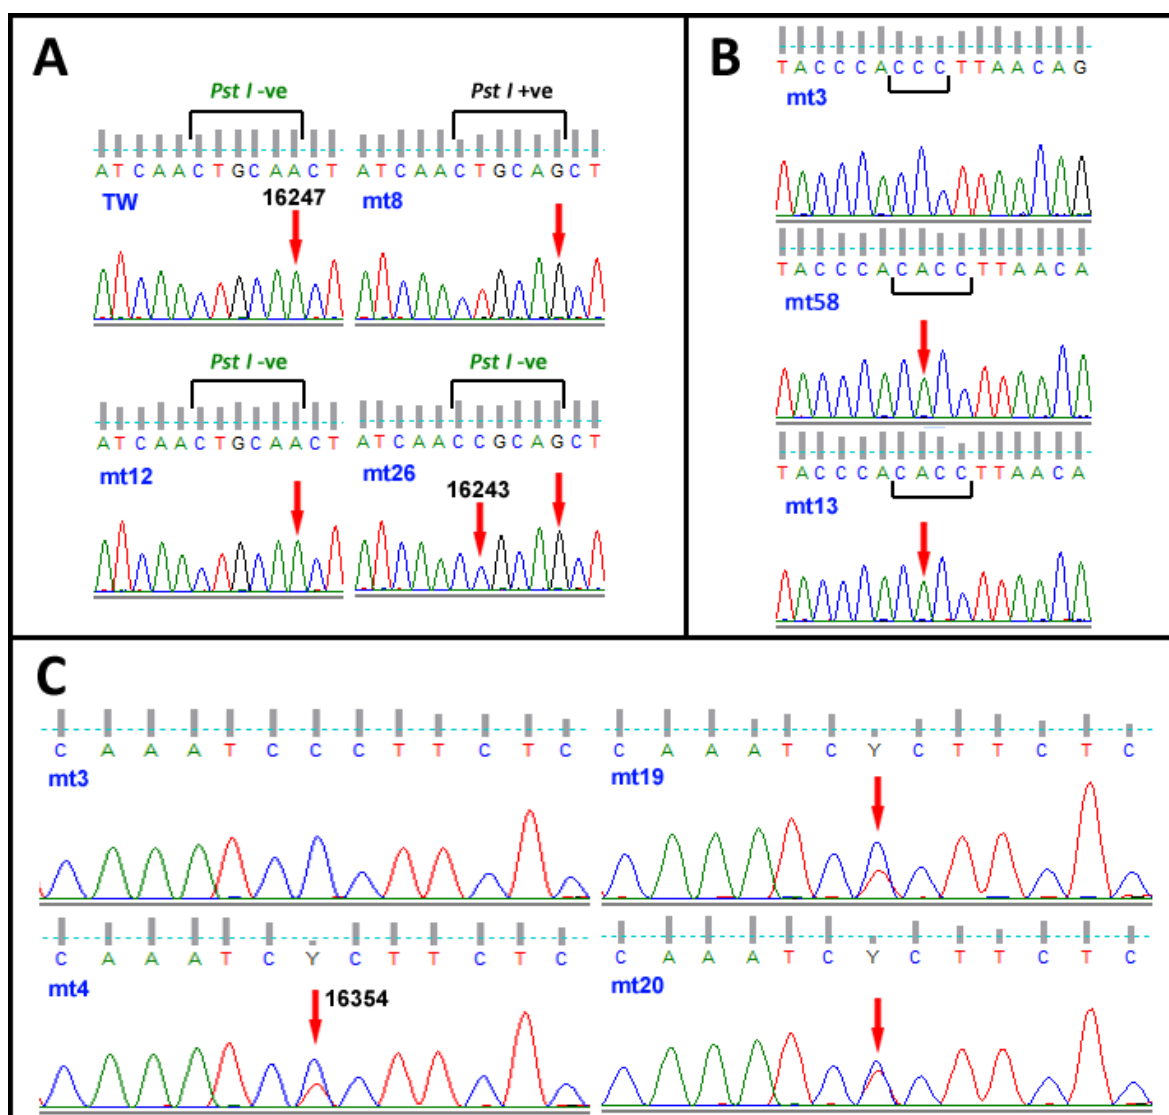 A
Pst I -ve
Pst I +ve
ATCAACTGCAACT
ATCAACTGCAGCT
TW
16247
mt8
Pst I -ve
Pst I -ve
ATCAACTGCAACT
ATCAACCGCAGCT
mt12
mt26
16243
B
TACCCACCCTTAACAG
mt3
TACCCACACCTTAACA
mt58
TACCCACACCTTAACA
mt13
C
CAAATCCCTTCTC
mt3
CAAATCYCTTCTC
mt19
CAAATCYCTTCTC
mt4
16354
CAAATCYCTTCTC
mt20